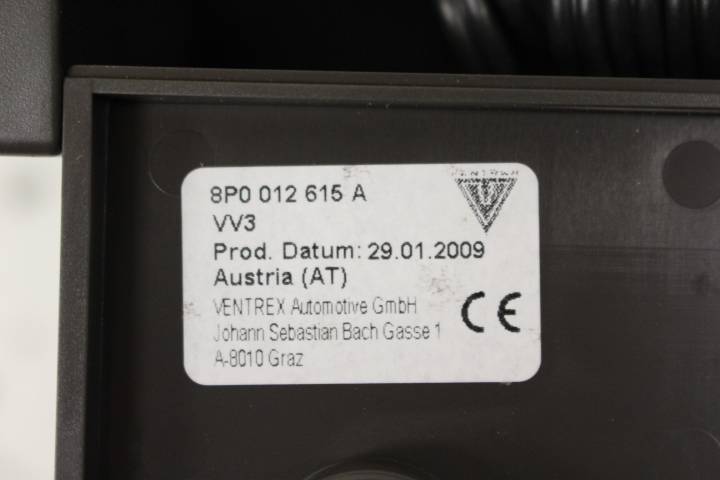 VENTREX
8P0 012 615 A
VV3
Prod. Datum: 29.01.2009
Austria (AT)
VENTREX Automotive GmbH
Johann Sebastian Bach Gasse 1
A-8010 Graz
CE